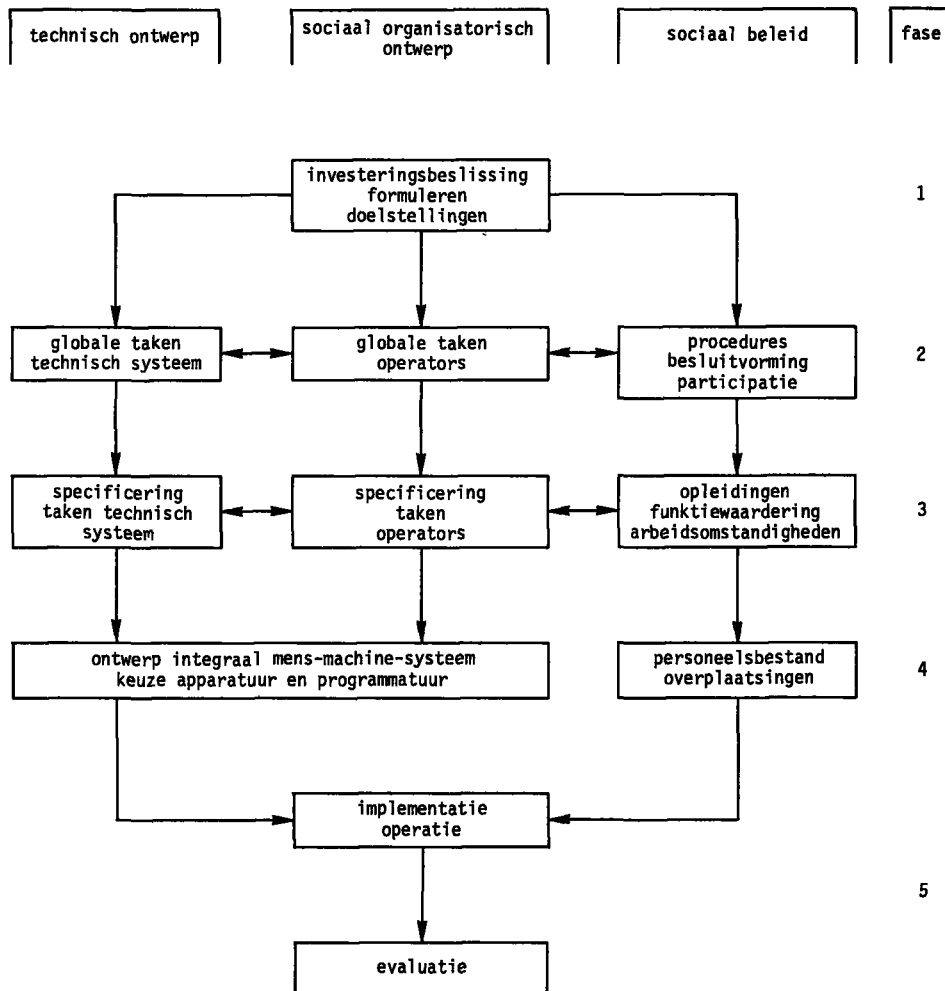 technisch ontwerp
sociaal organisatorisch
ontwerp
sociaal beleid
fase
investeringsbeslissing
formuleren
doelstellingen
1
globale taken
technisch systeem
globale taken
operators
procedures
besluitvorming
participatie
2
specificering
taken technisch
systeem
specificering
taken
operators
opleidingen
funktiewaardering
arbeidsomstandigheden
3
ontwerp integraal mens-machine-systeem
keuze apparatuur en programmatuur
personeelsbestand
overplaatsingen
4
implementatie
operatie
5
evaluatie